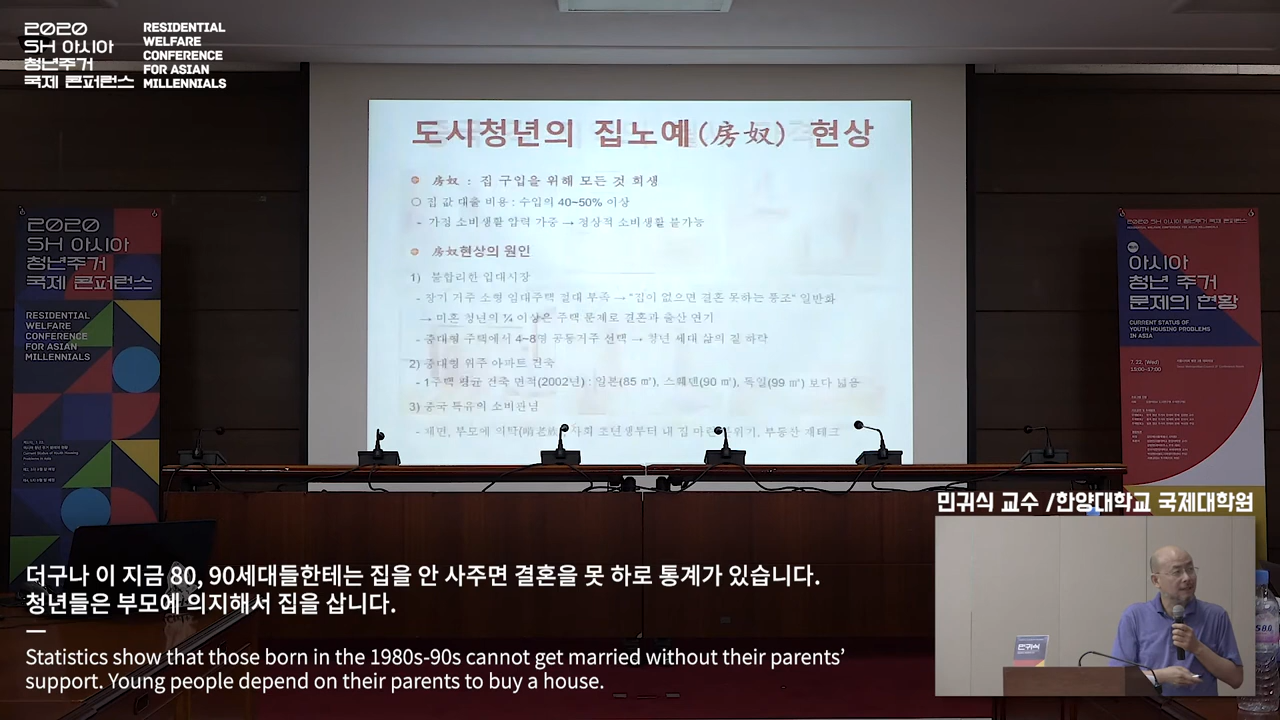 2020
SH 아시아
청년주거
국제 콘퍼런스
RESIDENTIAL
WELFARE
CONFERENCE
FOR ASIAN
MILLENNIALS
도시청년의 집노예(房奴) 현상
房奴 : 집 구입을 위해 모든 것 희생
○ 집 값 대출 비용 : 수입의 40~50% 이상
- 가정 소비생활 압력 가중 → 정상적 소비생활 불가능
房奴현상의 원인
1) 불합리한 임대시장
- 장기 거주 소형 임대주택 절대 부족 → "집이 없으면 결혼 못하는 풍조" 일반화
→ 미혼 청년의 ¼ 이상은 주택 문제로 결혼과 출산 연기
- 중대형 주택에서 4~8명 공동거주 선택 → 청년 세대 삶의 질 하락
2) 중대형 위주 아파트 건축
- 1주택 평균 건축 면적(2002년) : 일본(85 ㎡), 스웨덴(90 ㎡), 독일(99 ㎡) 보다 넓음
3) 중국 특유의 소비관념
사회 초년생부터 내 집 부동산 재테크
2020
SH 아시아
청년주거
국제 콘퍼런스
RESIDENTIAL
WELFARE
CONFERENCE
FOR ASIAN
MILLENNIALS
2020 SH 아시아 청년주거 국제 콘퍼런스
아시아
청년 주거
문제의 현황
CURRENT STATUS OF
YOUTH HOUSING PROBLEMS
IN ASIA
7. 22. (Wed)
15:00~17:00
민귀식 교수 /한양대학교 국제대학원
민귀식
더구나 이 지금 80, 90세대들한테는 집을 안 사주면 결혼을 못 하로 통계가 있습니다.
청년들은 부모에 의지해서 집을 삽니다.
Statistics show that those born in the 1980s-90s cannot get married without their parents'
support. Young people depend on their parents to buy a house.